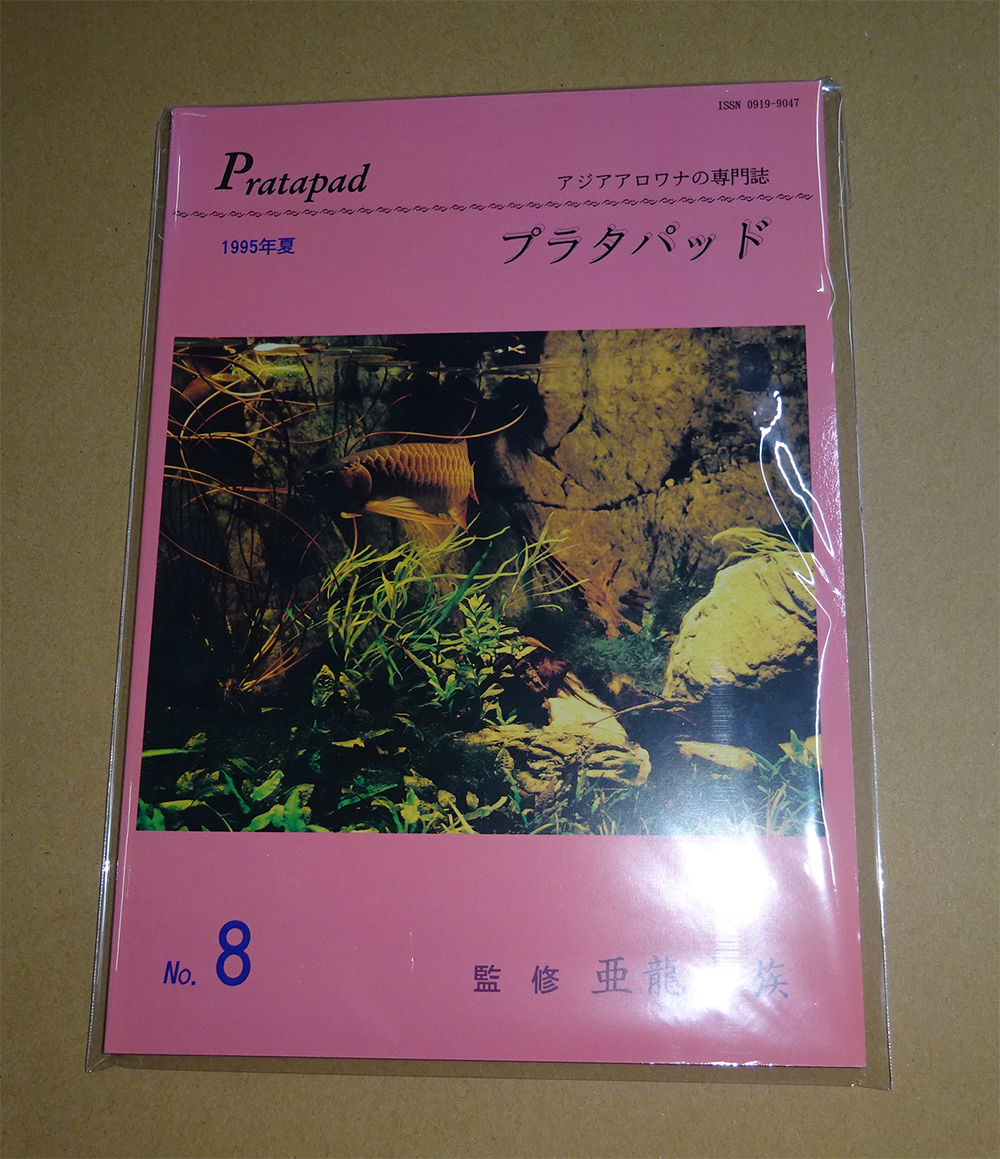 ISSN 0919-9047
Pratapad
アジアアロワナの専門誌
1995年夏
プラタパッド
No. 8
監修 亜龍 族